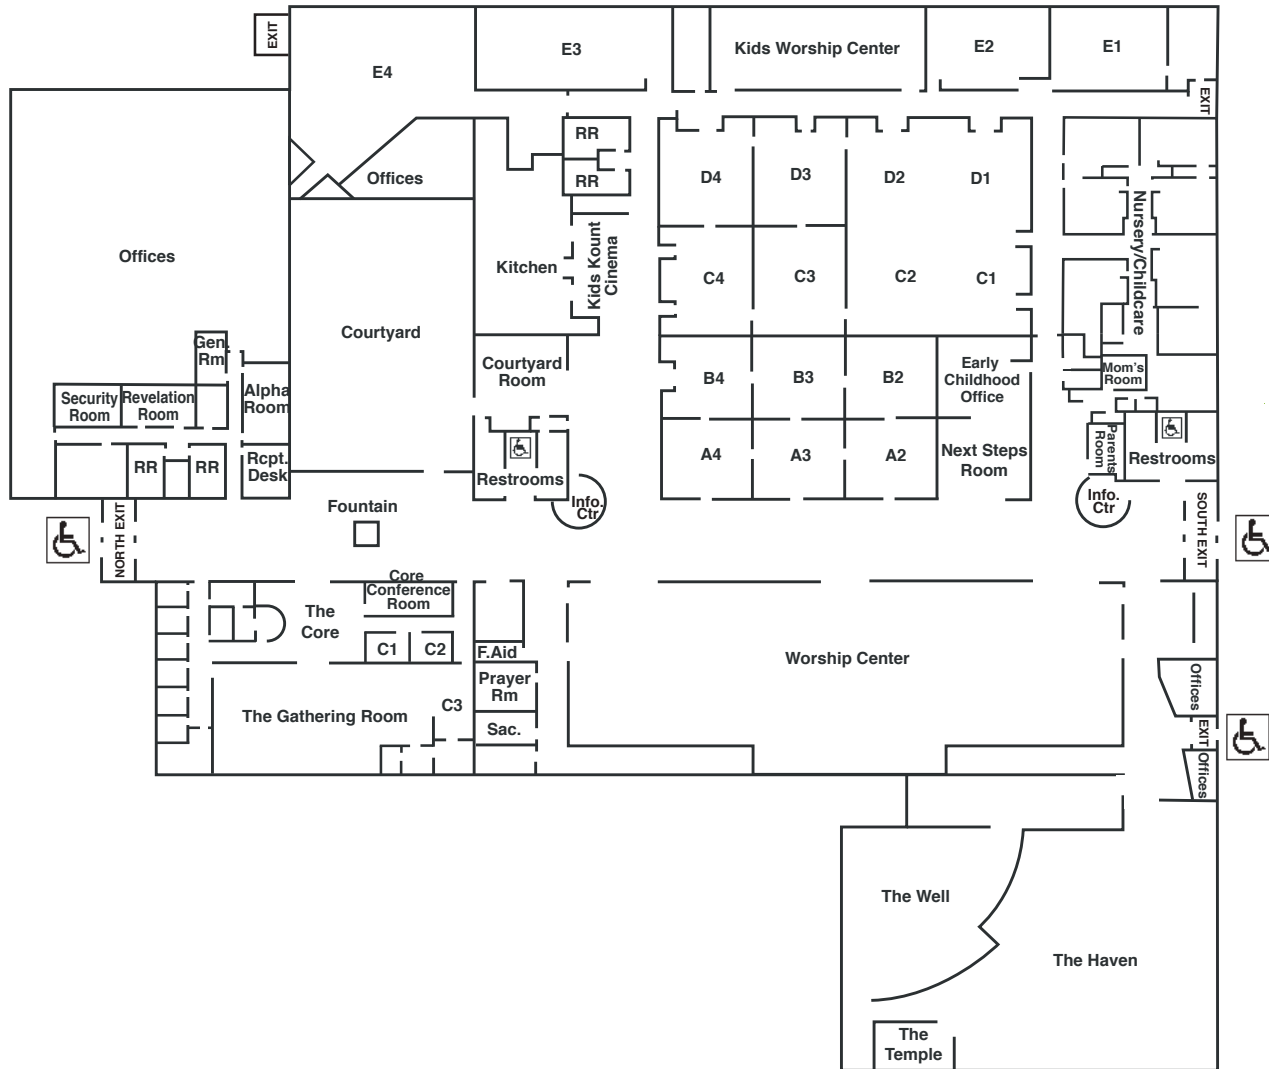 EXIT
E4
E3
Kids Worship Center
E2
E1
EXIT
RR
RR
Offices
D4
D3
D2
D1
Nursery/Childcare
Offices
Kitchen
Kids Kount
Cinema
C4
C3
C2
C1
Courtyard
Gen.
Rm
Courtyard
Room
B4
B3
B2
Early
Childhood
Office
Mom's
Room
Security
Room
Revelation
Room
Alpha
Room
RR
RR
Rcpt.
Desk
Restrooms
A4
A3
A2
Next Steps
Room
Parents
Room
Restrooms
Info.
Ctr
Info.
Ctr
Fountain
NORTH EXIT
SOUTH EXIT
Core
Conference
Room
The
Core
C1
C2
F.Aid
Prayer
Rm
Worship Center
Offices
The Gathering Room
C3
Sac.
EXIT
Offices
The Well
The Haven
The
Temple